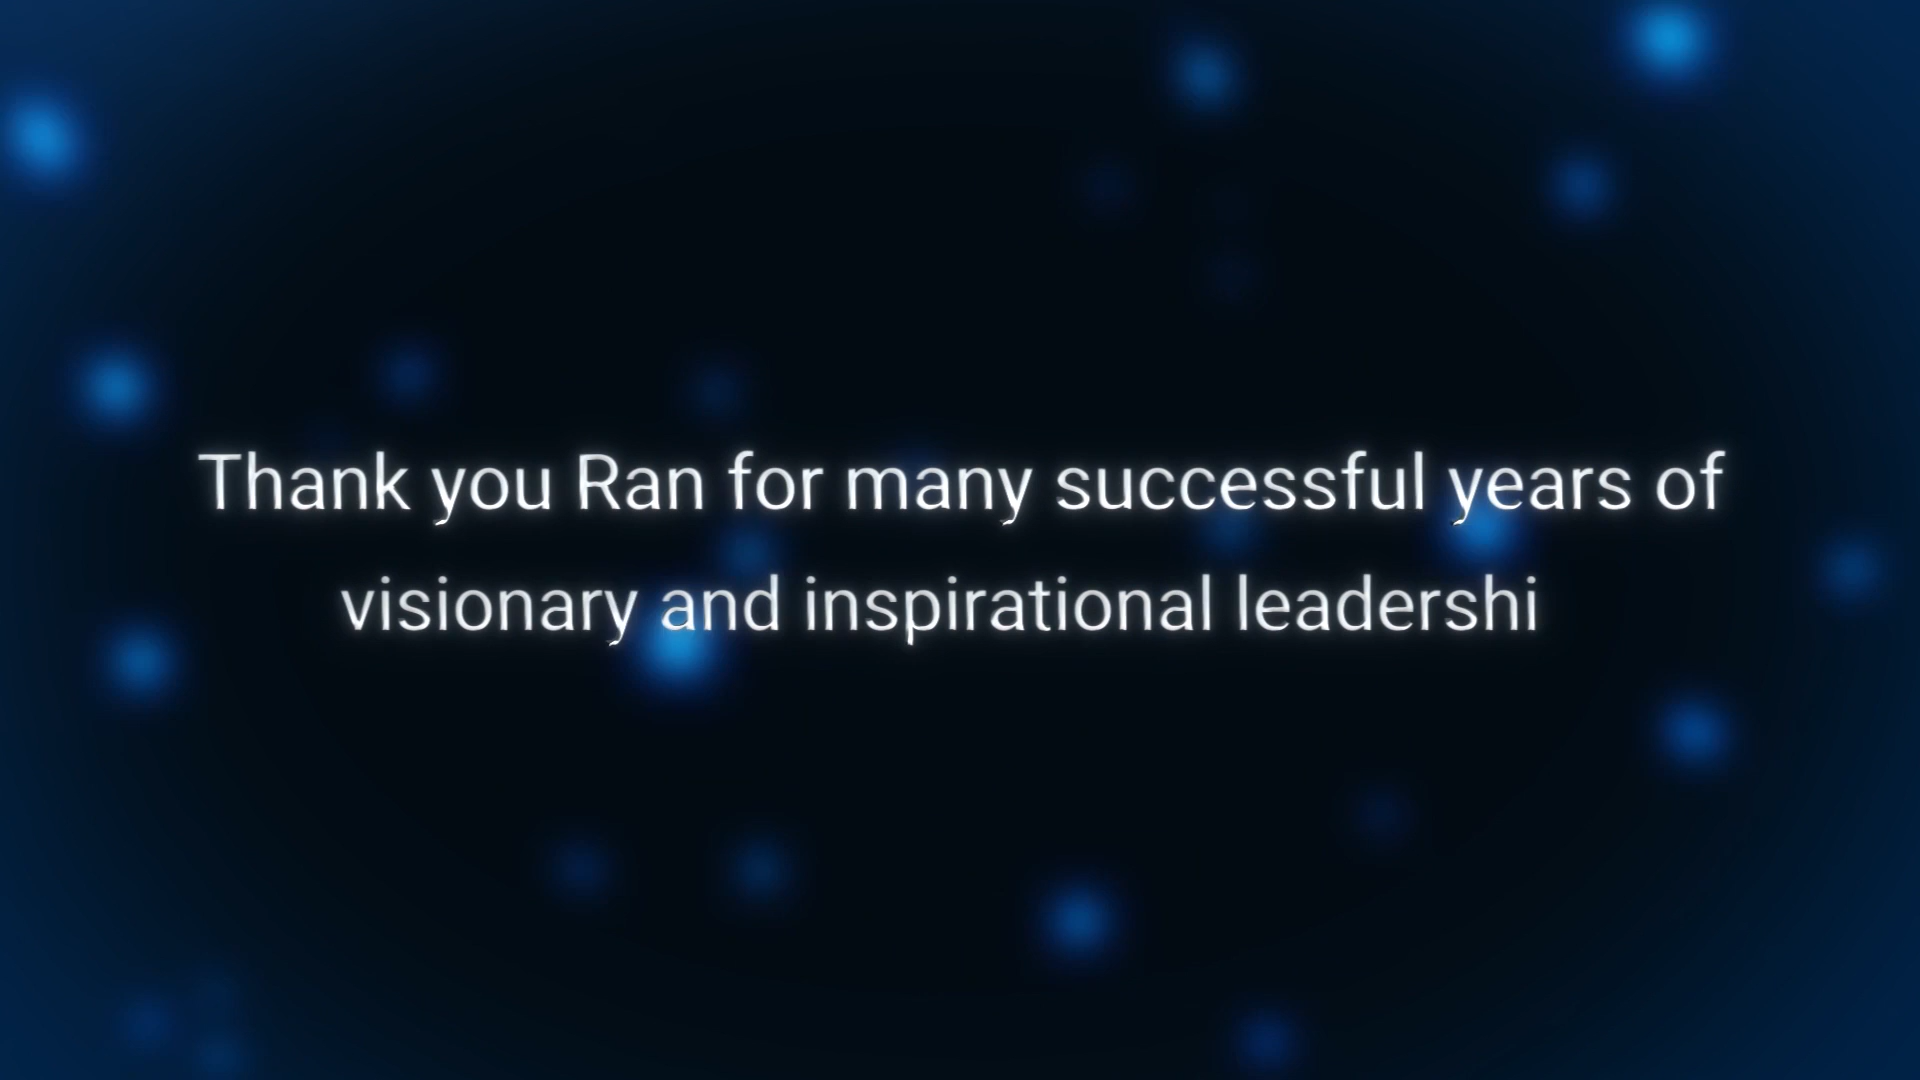 Thank you Ran for many successful years of
visionary and inspirational leadershi